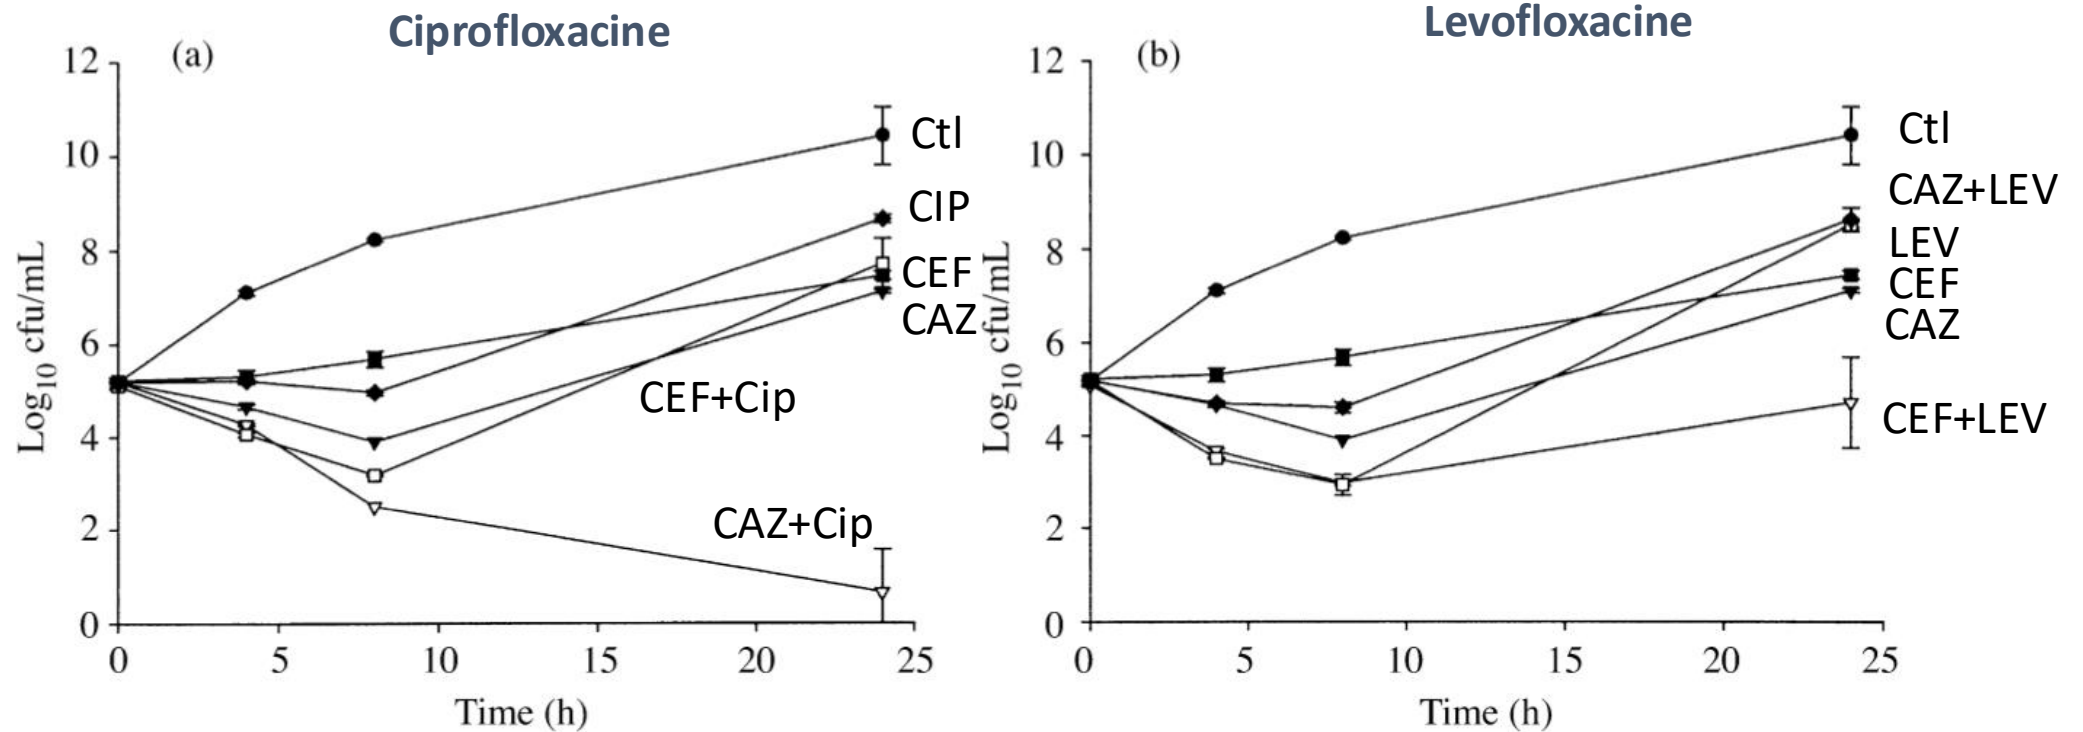 Ciprofloxacine
(a)
12
10
8
6
4
2
0
Log10 cfu/mL
Ctl
CIP
CEF
CAZ
CEF+Cip
CAZ+Cip
0 5 10 15 20 25
Time (h)
Levofloxacine
(b)
12
10
8
6
4
2
0
Log10 cfu/mL
Ctl
CAZ+LEV
LEV
CEF
CAZ
CEF+LEV
0 5 10 15 20 25
Time (h)